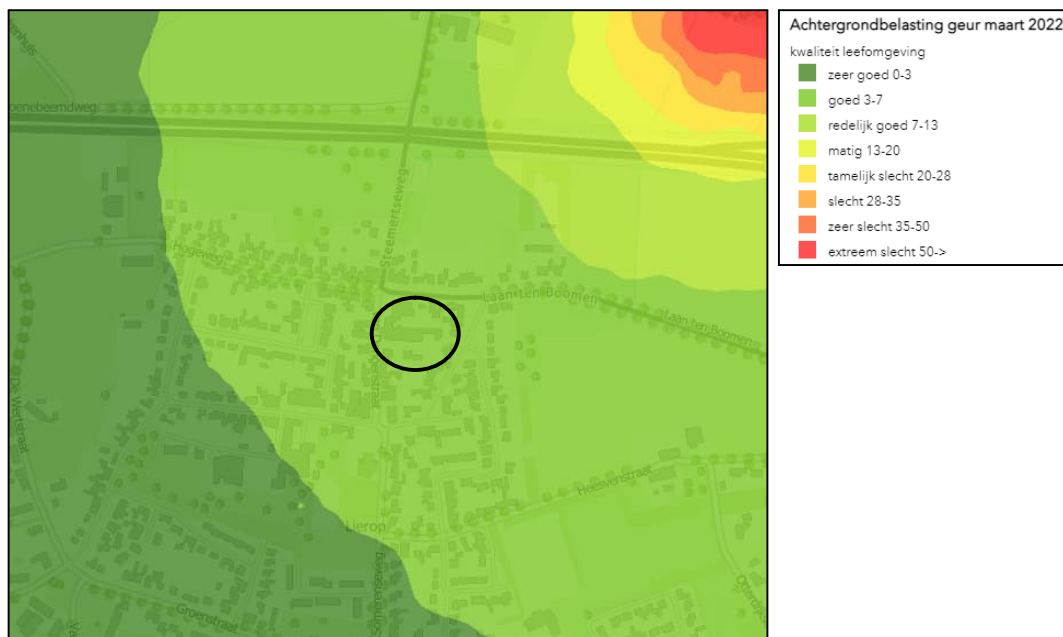 Achtergrondbelasting geur maart 2022
kwaliteit leefomgeving
zeer goed 0-3
goed 3-7
redelijk goed 7-13
matig 13-20
tamelijk slecht 20-28
slecht 28-35
zeer slecht 35-50
extreem slecht 50->
Steemertseweg
Hogeweg
Laan ten Boomen
Laan ten Boomen
Heesvenstraat
Lierop
Groenstraat
Somerenseweg